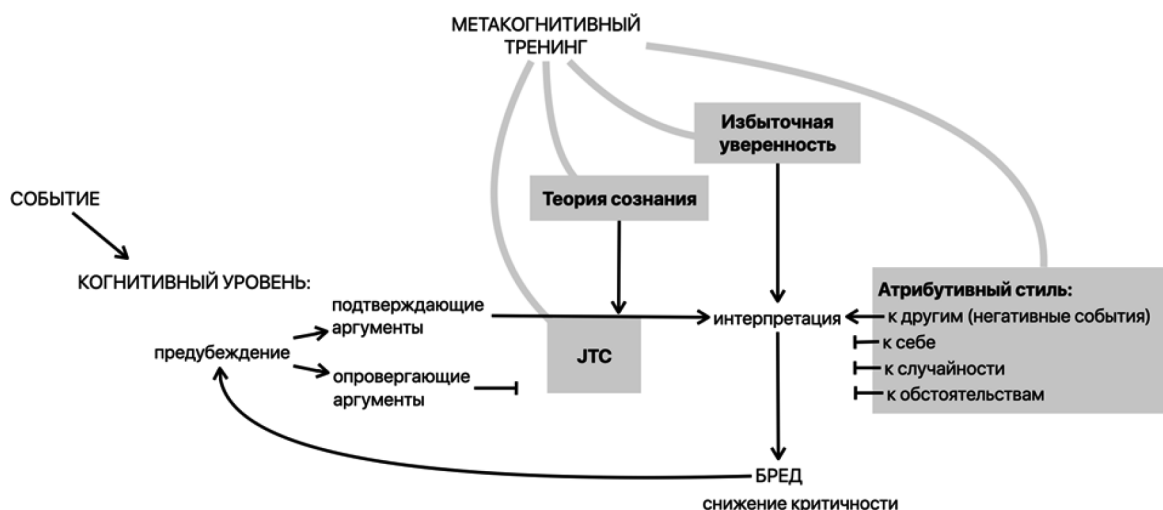 МЕТАКОГНИТИВНЫЙ
ТРЕНИНГ
Избыточная
уверенность
Теория сознания
СОБЫТИЕ
КОГНИТИВНЫЙ УРОВЕНЬ:
подтверждающие
аргументы
предубеждение
опровергающие
аргументы
JTC
интерпретация
Атрибутивный стиль:
к другим (негативные события)
к себе
к случайности
к обстоятельствам
БРЕД
снижение критичности